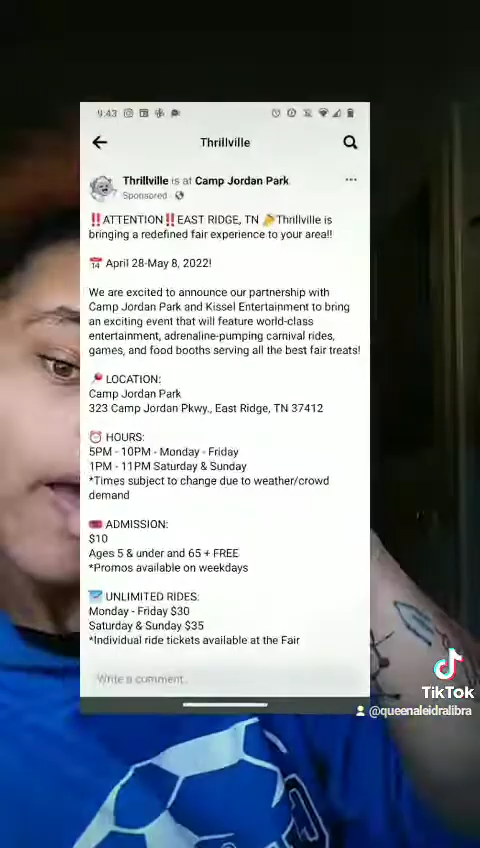 9:43
Thrillville
Thrillville is at Camp Jordan Park
Sponsored ·
‼️ATTENTION‼️EAST RIDGE, TN 🎉Thrillville is
bringing a redefined fair experience to your area!!
📅 April 28-May 8, 2022!
We are excited to announce our partnership with
Camp Jordan Park and Kissel Entertainment to bring
an exciting event that will feature world-class
entertainment, adrenaline-pumping carnival rides,
games, and food booths serving all the best fair treats!
📍 LOCATION:
Camp Jordan Park
323 Camp Jordan Pkwy., East Ridge, TN 37412
⏰ HOURS:
5PM - 10PM - Monday - Friday
1PM - 11PM Saturday & Sunday
*Times subject to change due to weather/crowd
demand
🎟️ ADMISSION:
$10
Ages 5 & under and 65 + FREE
*Promos available on weekdays
UNLIMITED RIDES:
Monday - Friday $30
Saturday & Sunday $35
*Individual ride tickets available at the Fair
Write a comment...
TikTok
@queenaleidralibra